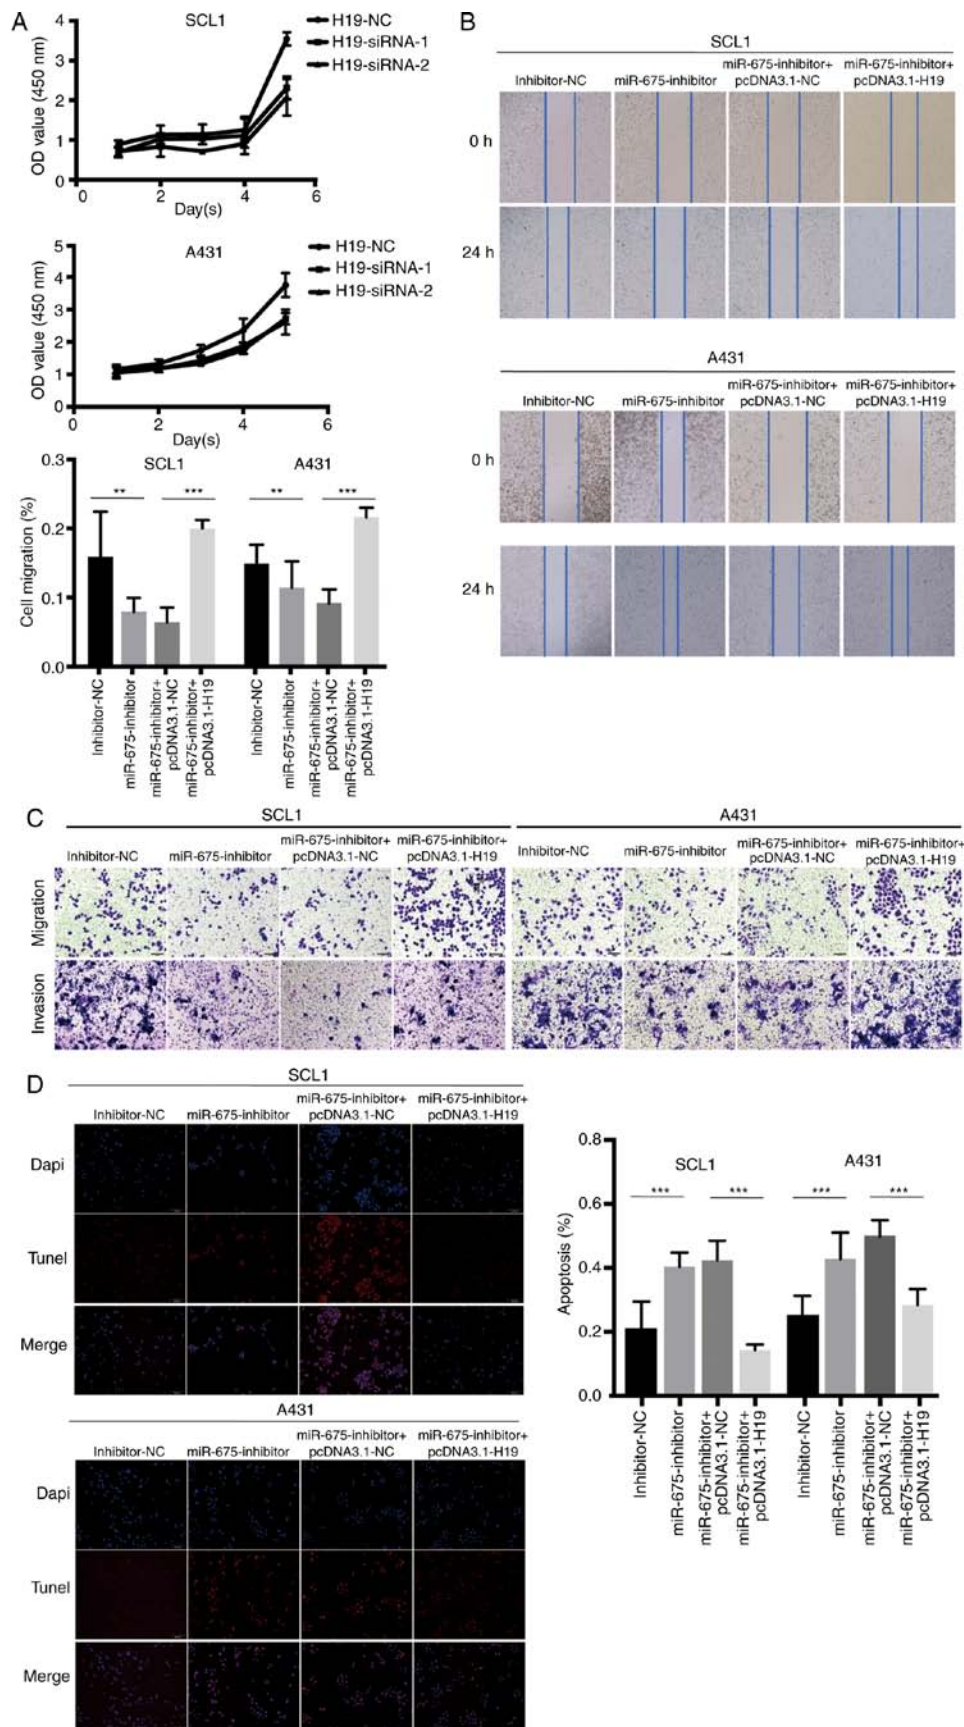 A
SCL1
H19-NC
H19-siRNA-1
H19-siRNA-2
OD value (450 nm)
4
3
2
1
0
0 2 4 6
Day(s)
A431
H19-NC
H19-siRNA-1
H19-siRNA-2
OD value (450 nm)
5
4
3
2
1
0
0 2 4 6
Day(s)
SCL1 A431
Cell migration (%)
0.3
0.2
0.1
0.0
** *** ** ***
Inhibitor-NC
miR-675-inhibitor
miR-675-inhibitor+
pcDNA3.1-NC
miR-675-inhibitor+
pcDNA3.1-H19
Inhibitor-NC
miR-675-inhibitor
miR-675-inhibitor+
pcDNA3.1-NC
miR-675-inhibitor+
pcDNA3.1-H19
B
SCL1
Inhibitor-NC
miR-675-inhibitor
miR-675-inhibitor+
pcDNA3.1-NC
miR-675-inhibitor+
pcDNA3.1-H19
0 h
24 h
A431
Inhibitor-NC
miR-675-inhibitor
miR-675-inhibitor+
pcDNA3.1-NC
miR-675-inhibitor+
pcDNA3.1-H19
0 h
24 h
C
SCL1
Inhibitor-NC
miR-675-inhibitor
miR-675-inhibitor+
pcDNA3.1-NC
miR-675-inhibitor+
pcDNA3.1-H19
A431
Inhibitor-NC
miR-675-inhibitor
miR-675-inhibitor+
pcDNA3.1-NC
miR-675-inhibitor+
pcDNA3.1-H19
Migration
Invasion
D
SCL1
Inhibitor-NC
miR-675-inhibitor
miR-675-inhibitor+
pcDNA3.1-NC
miR-675-inhibitor+
pcDNA3.1-H19
Dapi
Tunel
Merge
A431
Inhibitor-NC
miR-675-inhibitor
miR-675-inhibitor+
pcDNA3.1-NC
miR-675-inhibitor+
pcDNA3.1-H19
Dapi
Tunel
Merge
SCL1 A431
Apoptosis (%)
0.8
0.6
0.4
0.2
0.0
*** *** *** ***
Inhibitor-NC
miR-675-inhibitor
miR-675-inhibitor+
pcDNA3.1-NC
miR-675-inhibitor+
pcDNA3.1-H19
Inhibitor-NC
miR-675-inhibitor
miR-675-inhibitor+
pcDNA3.1-NC
miR-675-inhibitor+
pcDNA3.1-H19